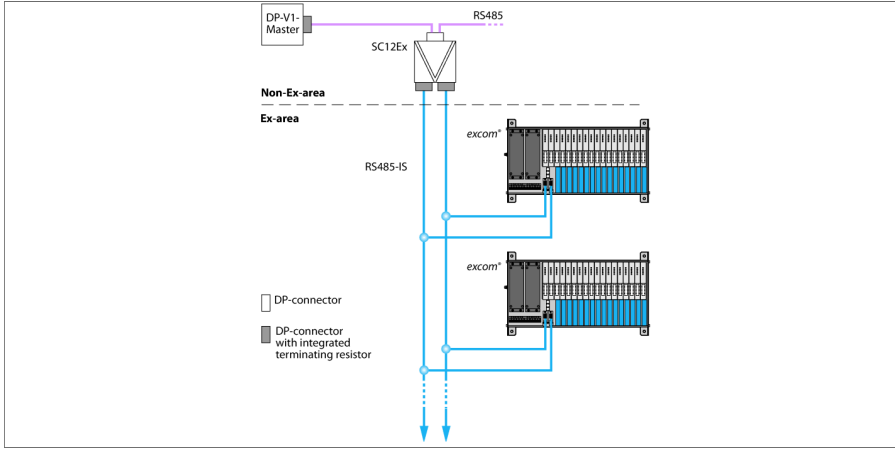 DP-V1-
Master
RS485
SC12Ex
Non-Ex-area
Ex-area
excom*
RS485-IS
excom*
DP-connector
DP-connector
with integrated
terminating resistor